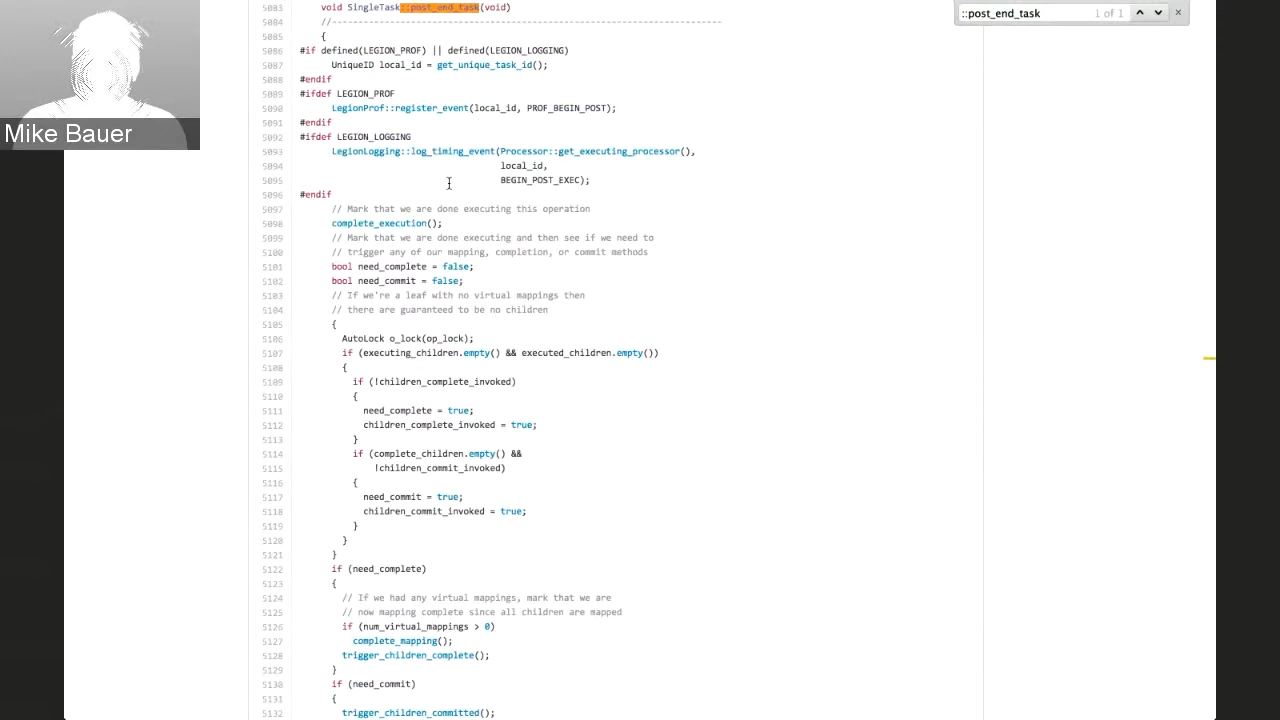 5083 void SingleTask::post_end_task(void)
::post_end_task 1 of 1
5084 //--------------------------------------------------------------------------
5085 {
5086 #if defined(LEGION_PROF) || defined(LEGION_LOGGING)
5087 UniqueID local_id = get_unique_task_id();
5088 #endif
5089 #ifdef LEGION_PROF
5090 LegionProf::register_event(local_id, PROF_BEGIN_POST);
5091 #endif
Mike Bauer
5092 #ifdef LEGION_LOGGING
5093 LegionLogging::log_timing_event(Processor::get_executing_processor(),
5094 local_id,
5095 BEGIN_POST_EXEC);
5096 #endif
5097 // Mark that we are done executing this operation
5098 complete_execution();
5099 // Mark that we are done executing and then see if we need to
5100 // trigger any of our mapping, completion, or commit methods
5101 bool need_complete = false;
5102 bool need_commit = false;
5103 // If we're a leaf with no virtual mappings then
5104 // there are guaranteed to be no children
5105 {
5106 AutoLock o_lock(op_lock);
5107 if (executing_children.empty() && executed_children.empty())
5108 {
5109 if (!children_complete_invoked)
5110 {
5111 need_complete = true;
5112 children_complete_invoked = true;
5113 }
5114 if (complete_children.empty() &&
5115 !children_commit_invoked)
5116 {
5117 need_commit = true;
5118 children_commit_invoked = true;
5119 }
5120 }
5121 }
5122 if (need_complete)
5123 {
5124 // If we had any virtual mappings, mark that we are
5125 // now mapping complete since all children are mapped
5126 if (num_virtual_mappings > 0)
5127 complete_mapping();
5128 trigger_children_complete();
5129 }
5130 if (need_commit)
5131 {
5132 trigger_children_committed();